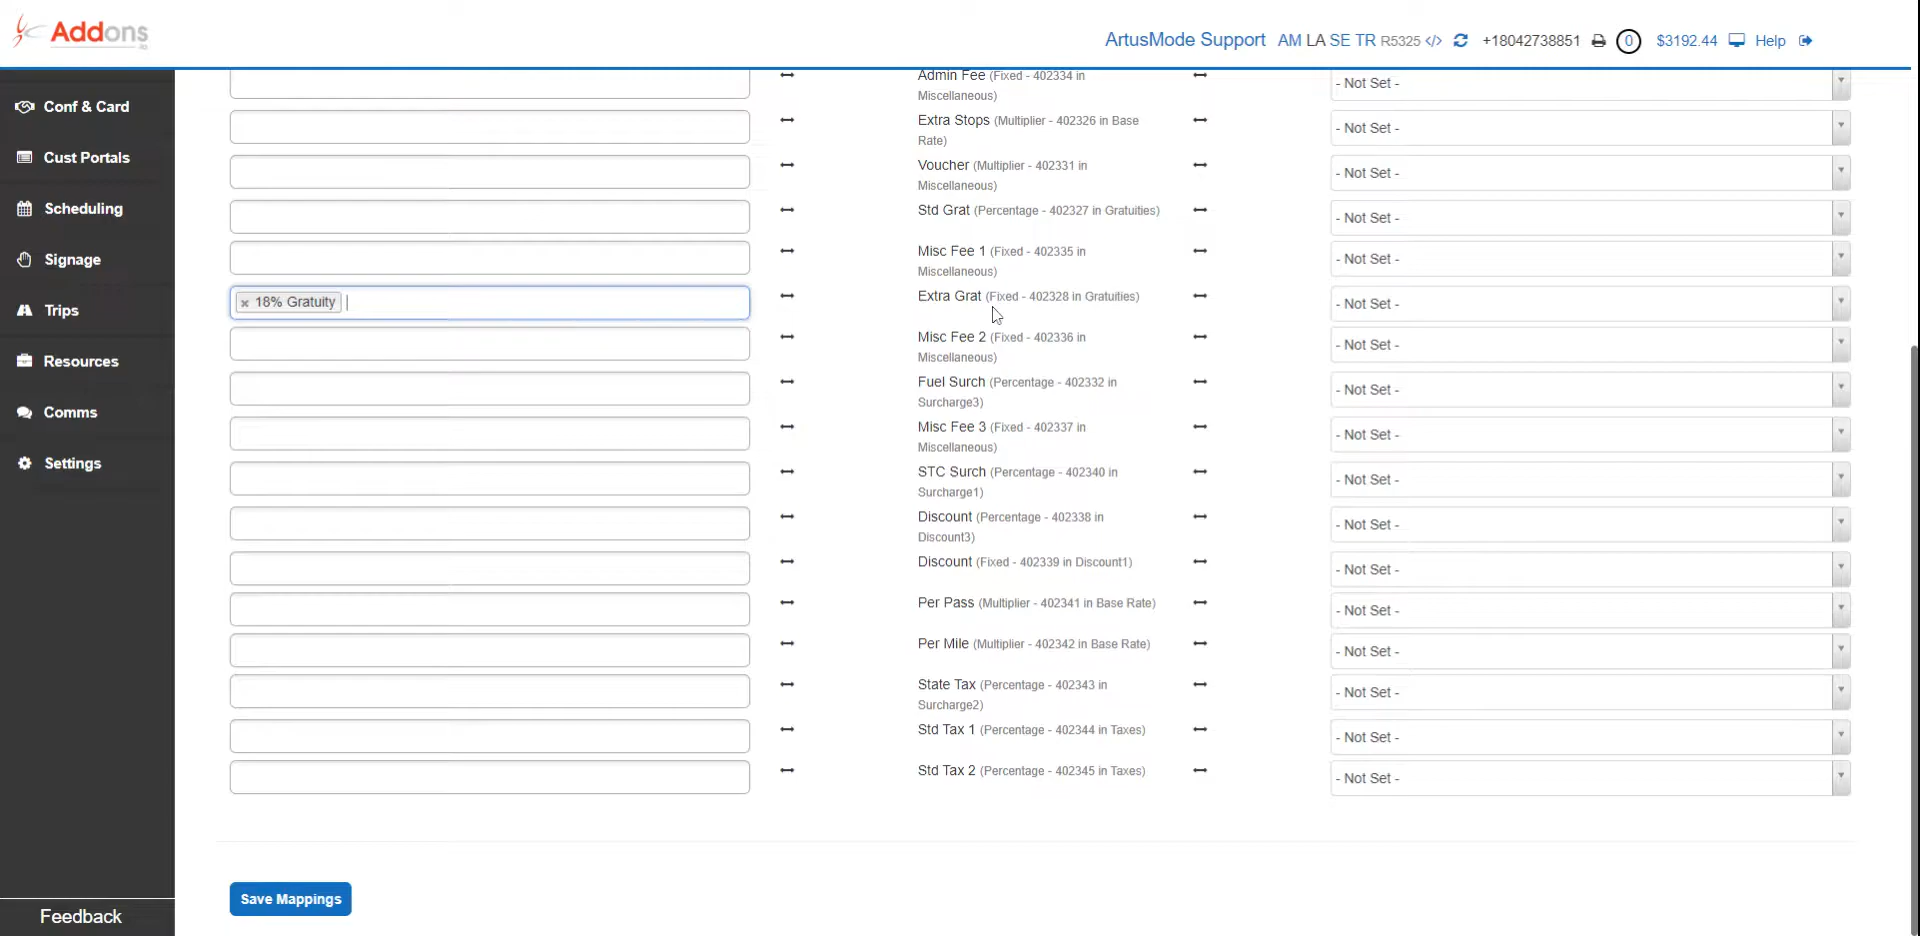 Addons
ArtusMode Support AM LA SE TR R5325 </> +18042738851 0 $3192.44 Help
Conf & Card
Cust Portals
Scheduling
Signage
Trips
Resources
Comms
Settings
Feedback
Admin Fee (Fixed - 402334 in
Miscellaneous)
- Not Set -
Extra Stops (Multiplier - 402326 in Base
Rate)
- Not Set -
Voucher (Multiplier - 402331 in
Miscellaneous)
- Not Set -
Std Grat (Percentage - 402327 in Gratuities)
- Not Set -
Misc Fee 1 (Fixed - 402335 in
Miscellaneous)
- Not Set -
× 18% Gratuity
Extra Grat (Fixed - 402328 in Gratuities)
- Not Set -
Misc Fee 2 (Fixed - 402336 in
Miscellaneous)
- Not Set -
Fuel Surch (Percentage - 402332 in
Surcharge3)
- Not Set -
Misc Fee 3 (Fixed - 402337 in
Miscellaneous)
- Not Set -
STC Surch (Percentage - 402340 in
Surcharge1)
- Not Set -
Discount (Percentage - 402338 in
Discount3)
- Not Set -
Discount (Fixed - 402339 in Discount1)
- Not Set -
Per Pass (Multiplier - 402341 in Base Rate)
- Not Set -
Per Mile (Multiplier - 402342 in Base Rate)
- Not Set -
State Tax (Percentage - 402343 in
Surcharge2)
- Not Set -
Std Tax 1 (Percentage - 402344 in Taxes)
- Not Set -
Std Tax 2 (Percentage - 402345 in Taxes)
- Not Set -
Save Mappings